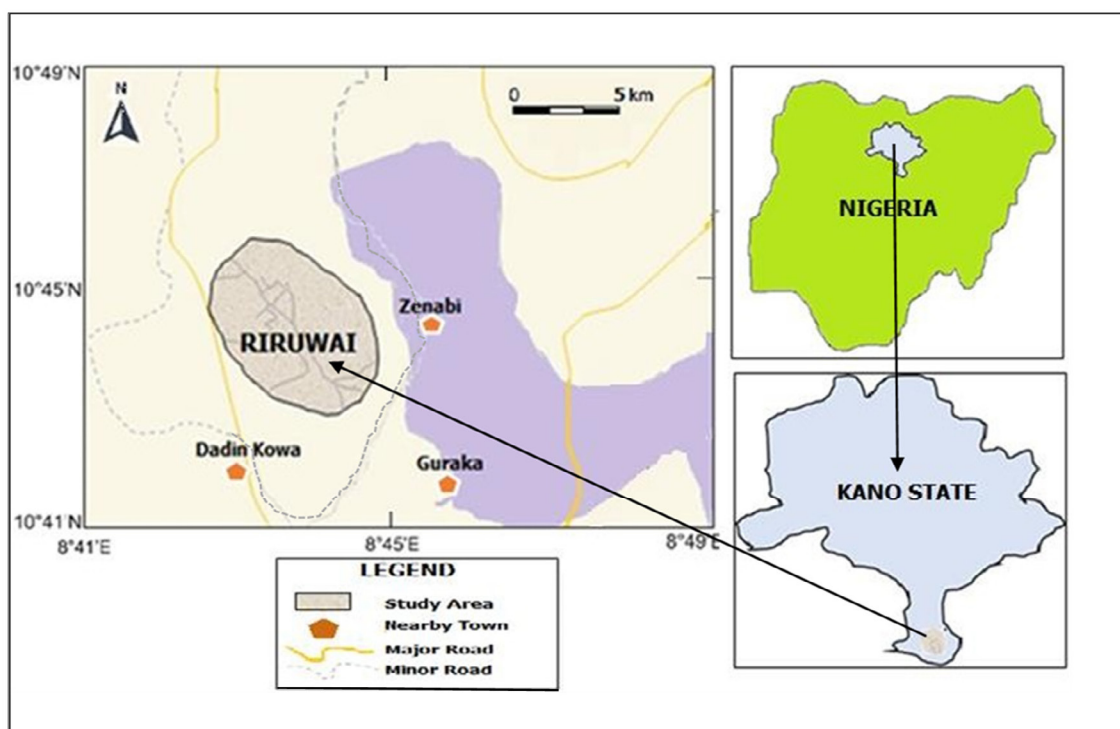 10°49'N
N
0 5 km
10°45'N
Zenabi
RIRUWAI
Dadin Kowa
Guraka
10°41'N
8°41'E 8°45'E 8°49'E
LEGEND
Study Area
Nearby Town
Major Road
Minor Road
NIGERIA
KANO STATE